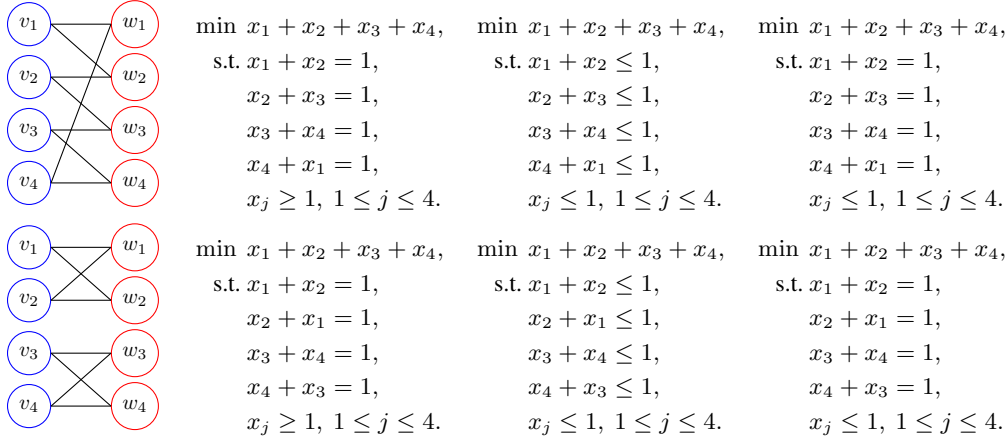 v₁ w₁ min x₁ + x₂ + x₃ + x₄, min x₁ + x₂ + x₃ + x₄, min x₁ + x₂ + x₃ + x₄,
s.t. x₁ + x₂ = 1, s.t. x₁ + x₂ ≤ 1, s.t. x₁ + x₂ = 1,
v₂ w₂ x₂ + x₃ = 1, x₂ + x₃ ≤ 1, x₂ + x₃ = 1,
v₃ w₃ x₃ + x₄ = 1, x₃ + x₄ ≤ 1, x₃ + x₄ = 1,
x₄ + x₁ = 1, x₄ + x₁ ≤ 1, x₄ + x₁ = 1,
v₄ w₄ xⱼ ≥ 1, 1 ≤ j ≤ 4. xⱼ ≤ 1, 1 ≤ j ≤ 4. xⱼ ≤ 1, 1 ≤ j ≤ 4.
v₁ w₁ min x₁ + x₂ + x₃ + x₄, min x₁ + x₂ + x₃ + x₄, min x₁ + x₂ + x₃ + x₄,
s.t. x₁ + x₂ = 1, s.t. x₁ + x₂ ≤ 1, s.t. x₁ + x₂ = 1,
v₂ w₂ x₂ + x₁ = 1, x₂ + x₁ ≤ 1, x₂ + x₁ = 1,
v₃ w₃ x₃ + x₄ = 1, x₃ + x₄ ≤ 1, x₃ + x₄ = 1,
x₄ + x₃ = 1, x₄ + x₃ ≤ 1, x₄ + x₃ = 1,
v₄ w₄ xⱼ ≥ 1, 1 ≤ j ≤ 4. xⱼ ≤ 1, 1 ≤ j ≤ 4. xⱼ ≤ 1, 1 ≤ j ≤ 4.